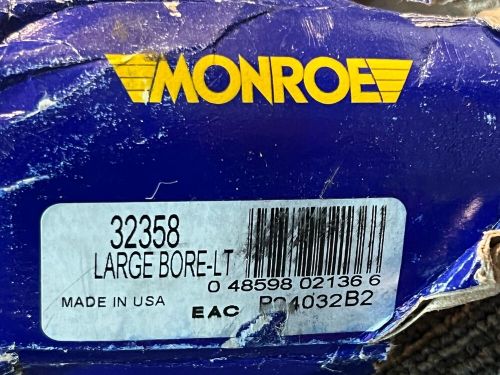 MONROE
32358
LARGE BORE-LT
0 48598 02136 6
MADE IN USA
EAC